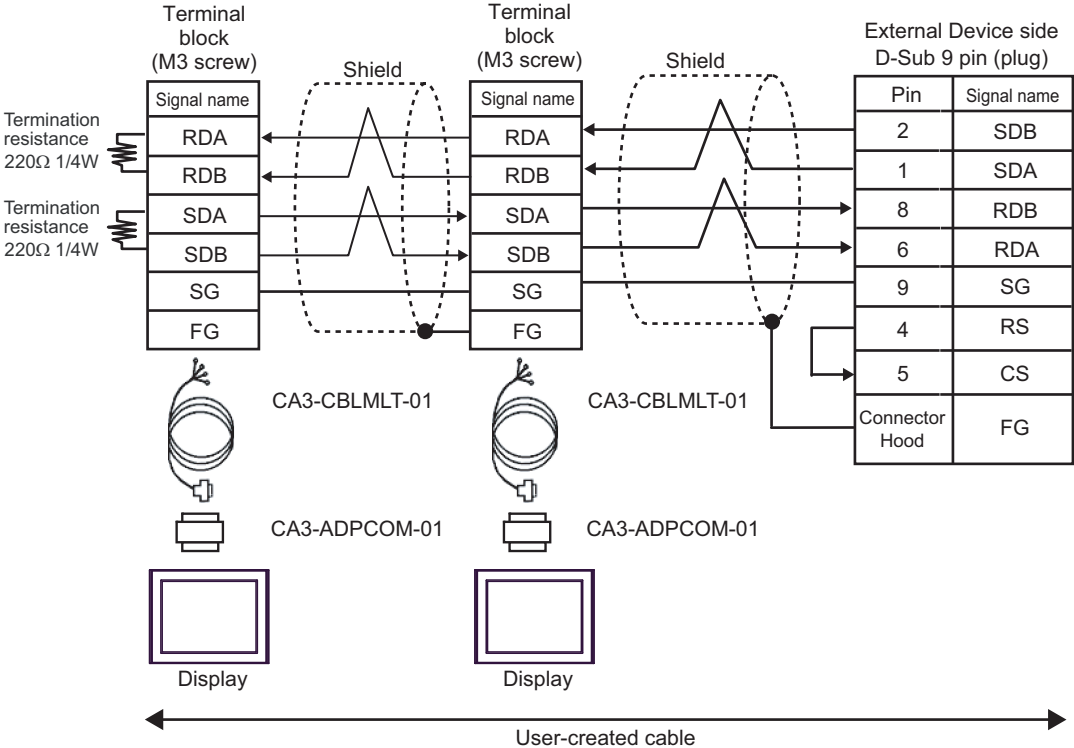 Terminal
block
(M3 screw)
Terminal
block
(M3 screw)
External Device side
D-Sub 9 pin (plug)
Shield
Shield
Signal name
Signal name
Pin
Signal name
Termination
resistance
220Ω 1/4W
RDA
RDA
2
SDB
RDB
RDB
1
SDA
Termination
resistance
220Ω 1/4W
SDA
SDA
8
RDB
SDB
SDB
6
RDA
SG
SG
9
SG
FG
FG
4
RS
5
CS
Connector
Hood
FG
CA3-CBLMLT-01
CA3-CBLMLT-01
CA3-ADPCOM-01
CA3-ADPCOM-01
Display
Display
User-created cable